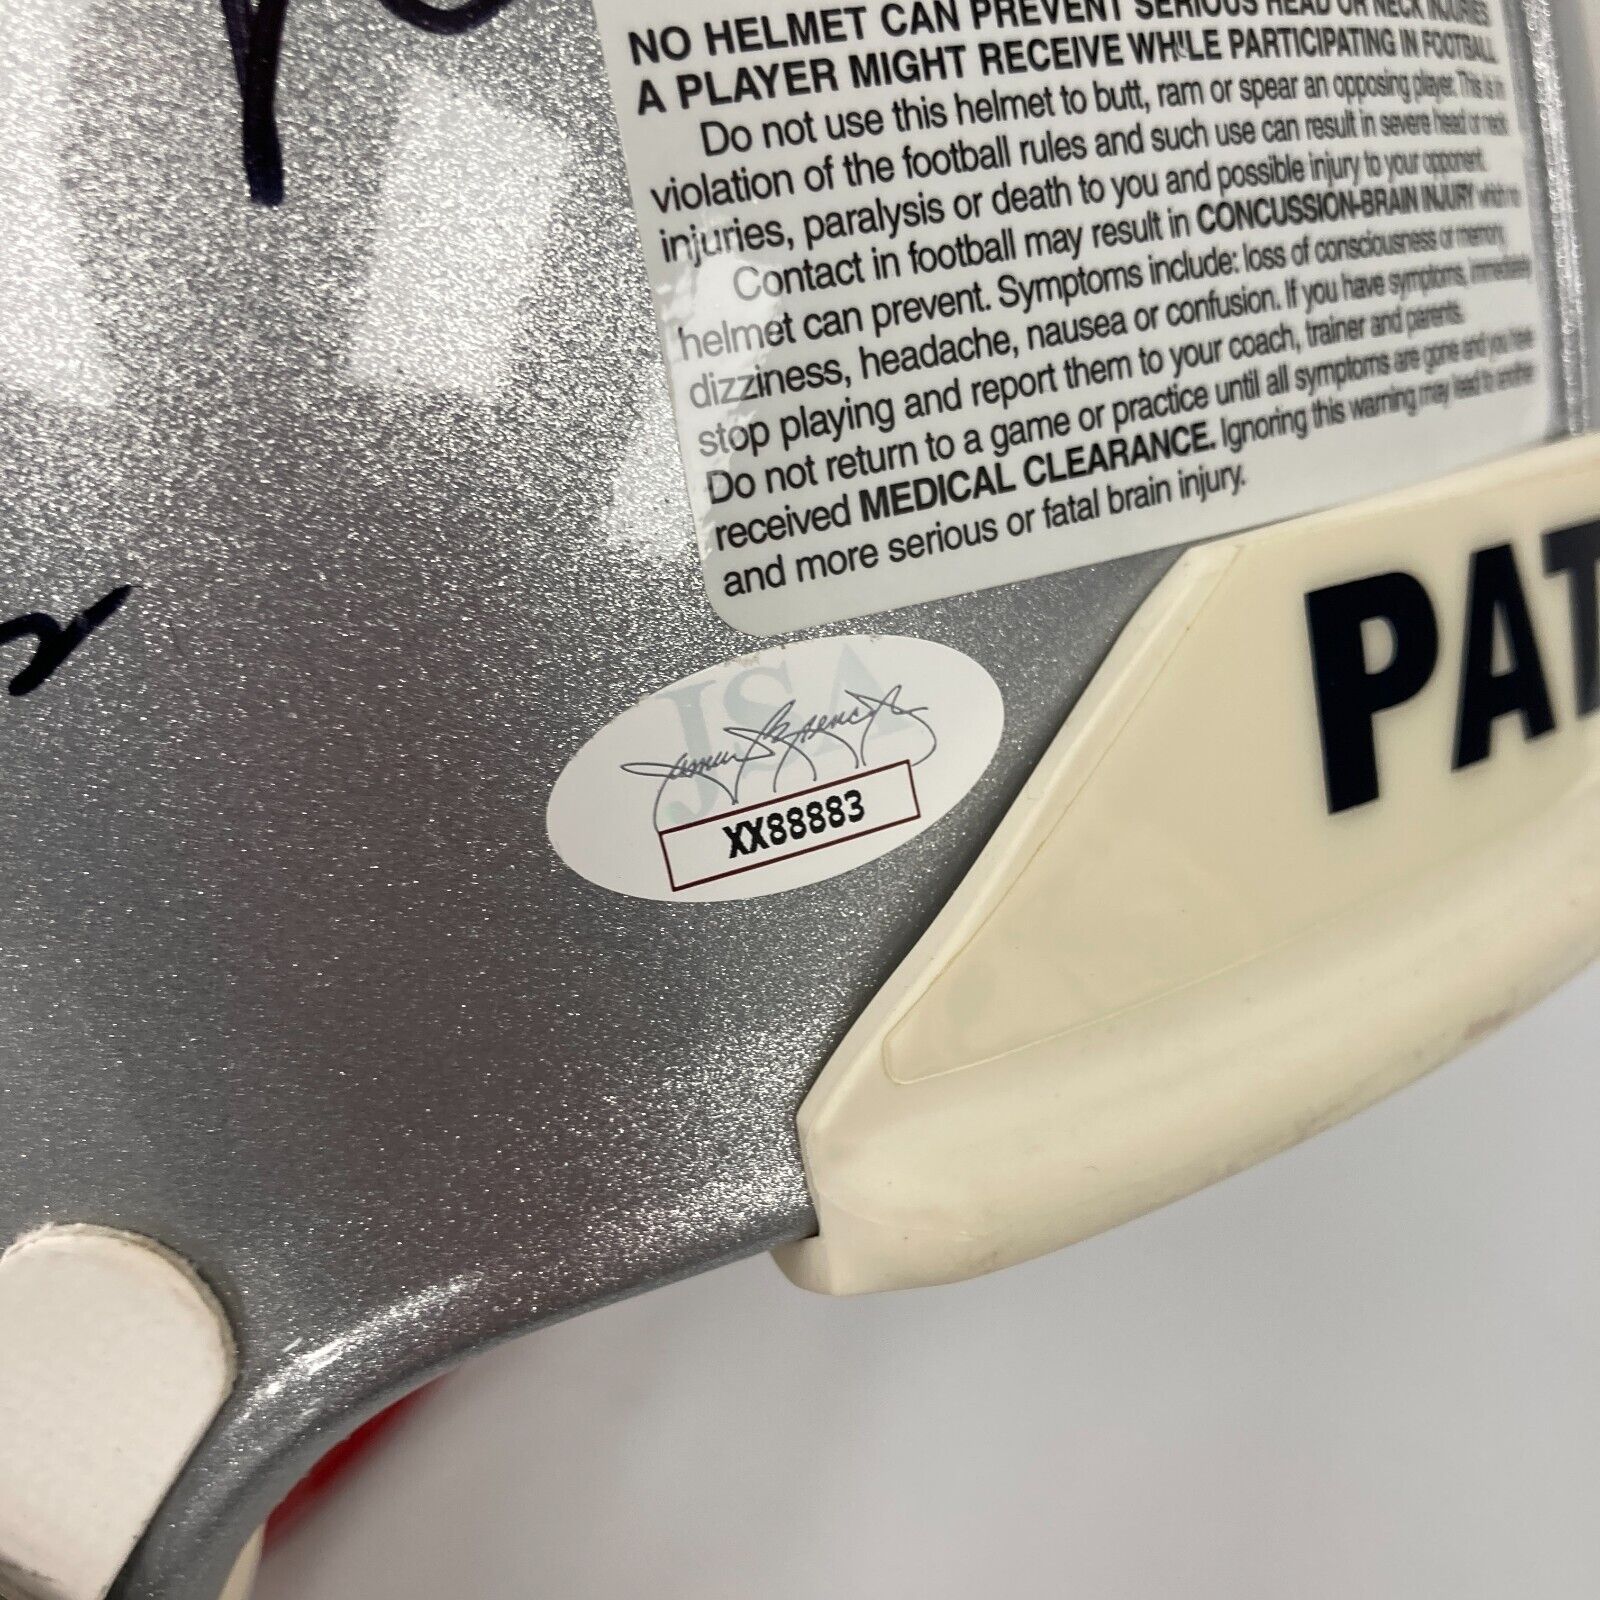 NO HELMET CAN PREVENT SERIOUS HEAD OR NECK INJURIES
A PLAYER MIGHT RECEIVE WHILE PARTICIPATING IN FOOTBALL.
Do not use this helmet to butt, ram or spear an opposing player. This is in
violation of the football rules and such use can result in severe head or neck
injuries, paralysis or death to you and possible injury to your opponent.
Contact in football may result in CONCUSSION-BRAIN INJURY which no
helmet can prevent. Symptoms include: loss of consciousness or memory,
dizziness, headache, nausea or confusion. If you have symptoms, immediately
stop playing and report them to your coach, trainer and parents.
Do not return to a game or practice until all symptoms are gone and you have
received MEDICAL CLEARANCE. Ignoring this warning may lead to another
and more serious or fatal brain injury.
JSA
XX88883
PAT